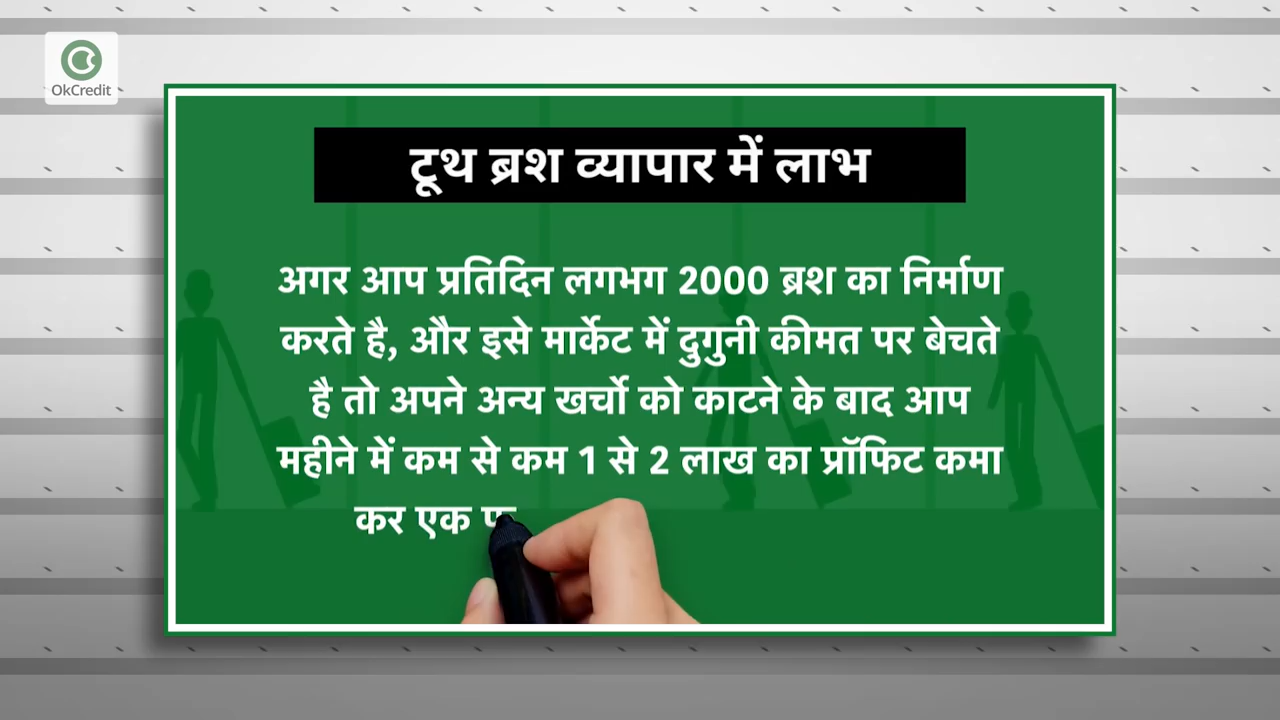 OkCredit
टूथ ब्रश व्यापार में लाभ
अगर आप प्रतिदिन लगभग 2000 ब्रश का निर्माण
करते है, और इसे मार्केट में दुगुनी कीमत पर बेचते
है तो अपने अन्य खर्चो को काटने के बाद आप
महीने में कम से कम 1 से 2 लाख का प्रॉफिट कमा
कर एक